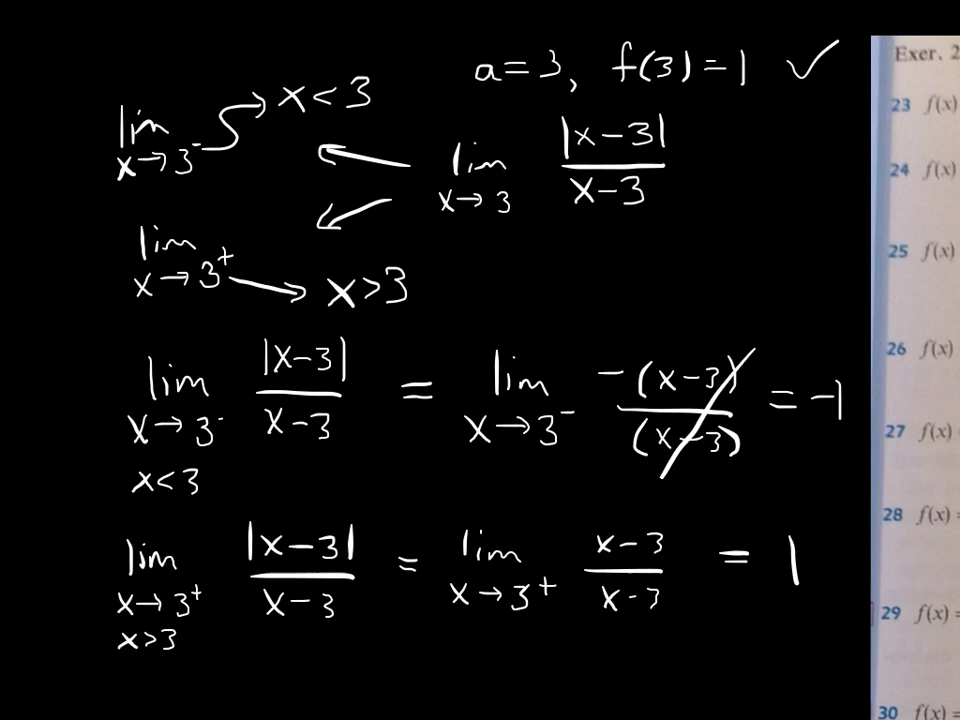 a=3, f(3)=1 ✓
lim x→3⁻ → x<3
lim x→3 |x-3|/(x-3)
lim x→3⁺ → x>3
lim x→3⁻ |x-3|/(x-3) = lim x→3⁻ -(x-3)/(x-3) = -1
x<3
lim x→3⁺ |x-3|/(x-3) = lim x→3⁺ (x-3)/(x-3) = 1
x>3
Exer. 2
23 f(x)
24 f(x)
25 f(x)
26 f(x)
27 f(x)
28 f(x) =
29 f(x) =
30 f(x) =